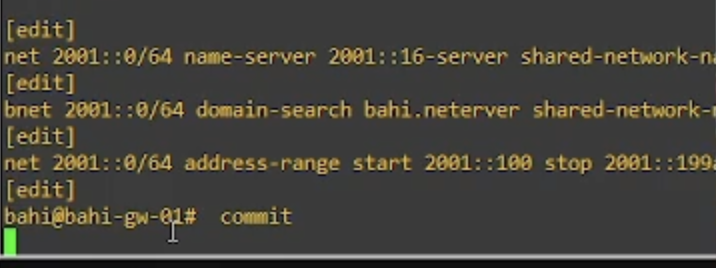 [edit]
net 2001::0/64 name-server 2001::16-server shared-network-na
[edit]
bnet 2001::0/64 domain-search bahi.neterver shared-network-
[edit]
net 2001::0/64 address-range start 2001::100 stop 2001::199a
[edit]
bahi@bahi-gw-01#  commit